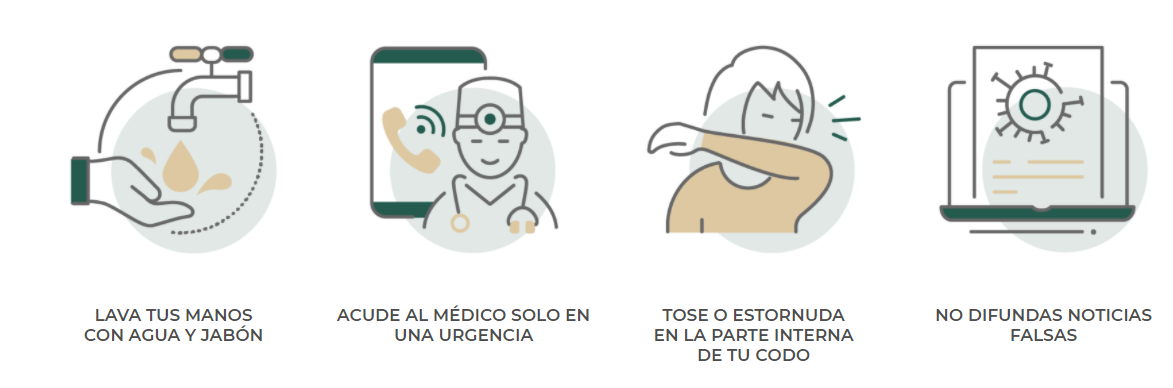 LAVA TUS MANOS
CON AGUA Y JABÓN
ACUDE AL MÉDICO SOLO EN
UNA URGENCIA
TOSE O ESTORNUDA
EN LA PARTE INTERNA
DE TU CODO
NO DIFUNDAS NOTICIAS
FALSAS